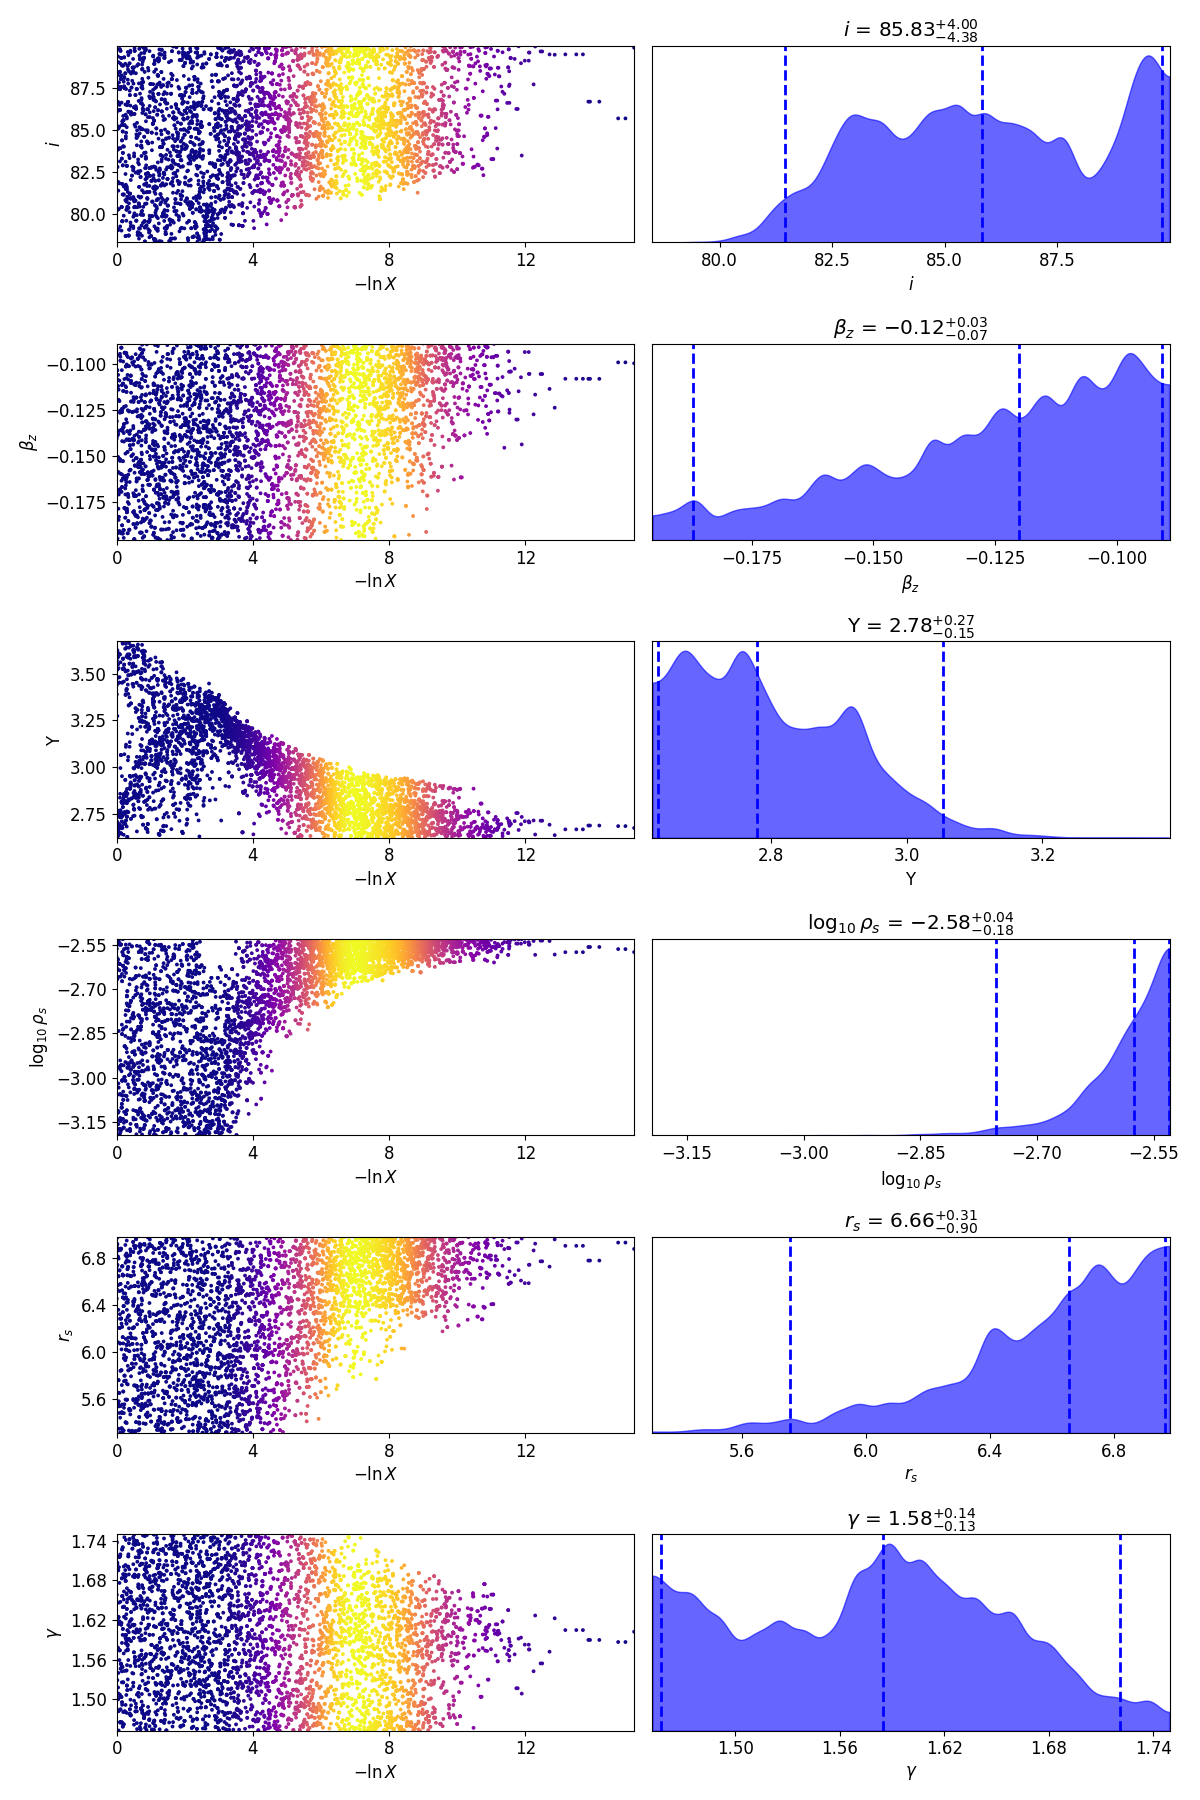 i = 85.83 +4.00 −4.38
87.5
85.0
82.5
80.0
i
0 4 8 12
−ln X
80.0 82.5 85.0 87.5
i
β_z = −0.12 +0.03 −0.07
−0.100
−0.125
−0.150
−0.175
β_z
0 4 8 12
−ln X
−0.175 −0.150 −0.125 −0.100
β_z
Y = 2.78 +0.27 −0.15
3.50
3.25
3.00
2.75
Y
0 4 8 12
−ln X
2.8 3.0 3.2
Y
log₁₀ ρ_s = −2.58 +0.04 −0.18
−2.55
−2.70
−2.85
−3.00
−3.15
log₁₀ ρ_s
0 4 8 12
−ln X
−3.15 −3.00 −2.85 −2.70 −2.55
log₁₀ ρ_s
r_s = 6.66 +0.31 −0.90
6.8
6.4
6.0
5.6
r_s
0 4 8 12
−ln X
5.6 6.0 6.4 6.8
r_s
γ = 1.58 +0.14 −0.13
1.74
1.68
1.62
1.56
1.50
γ
0 4 8 12
−ln X
1.50 1.56 1.62 1.68 1.74
γ